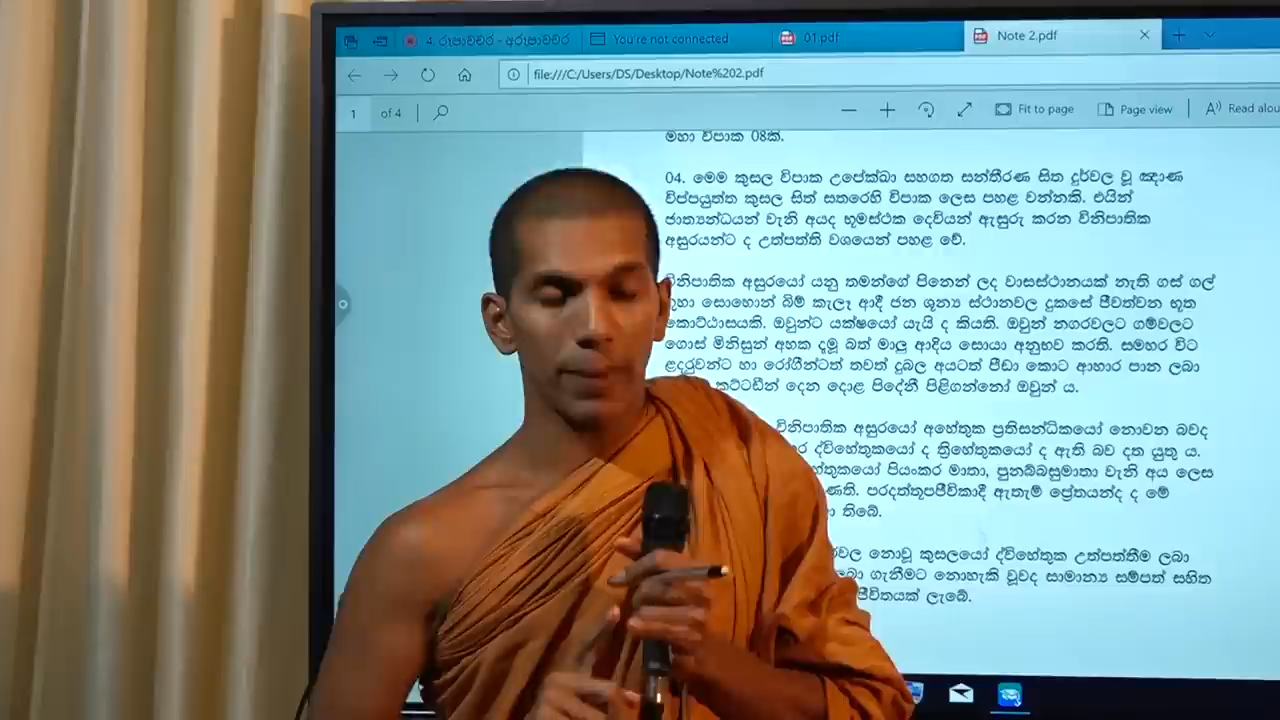 4. රූපාවචර - අරූපාවචර
You're not connected
01.pdf
Note 2.pdf
file:///C:/Users/DS/Desktop/Note%202.pdf
1 of 4
Fit to page
Page view
Read alou
මහා විපාක 08ක්.
04. මෙම කුසල විපාක උපේක්ඛා සහගත සන්තීරණ සිත දුර්වල වූ ඤාණ
විප්පයුත්ත කුසල සිත් සතරෙහි විපාක ලෙස පහළ වන්නකි. එයින්
ජාත්‍යන්ධයන් වැනි අයද භූමස්ථක දෙවියන් ඇසුරු කරන විනිපාතික
අසුරයන්ට ද උත්පත්ති වශයෙන් පහළ වේ.
විනිපාතික අසුරයෝ යනු තමන්ගේ පිනෙන් ලද වාසස්ථානයක් නැති ගස් ගල්
ගුහා සොහොන් බිම් කැලෑ ආදී ජන ශූන්‍ය ස්ථානවල දුකසේ ජීවත්වන භූත
කොට්ඨාසයකි. ඔවුන්ට යක්ෂයෝ යැයි ද කියති. ඔවුන් නගරවලට ගම්වලට
ගොස් මිනිසුන් අහක දැමූ බත් මාලු ආදිය සොයා අනුභව කරති. සමහර විට
ළදරුවන්ට හා රෝගීන්ටත් තවත් දුබල අයටත් පීඩා කොට ආහාර පාන ලබා
කට්ටඩීන් දෙන දොළ පිදේනී පිළිගන්නෝ ඔවුන් ය.
විනිපාතික අසුරයෝ අහේතුක ප්‍රතිසන්ධිකයෝ නොවන බවද
ද්විහේතුකයෝ ද ත්‍රිහේතුකයෝ ද ඇති බව දත යුතු ය.
පියංකර මාතා, පුනබ්බසුමාතා වැනි අය ලෙස
පරදත්තූපජීවිකාදී ඇතැම් ප්‍රේතයන්ද ද මේ
තිබේ.
නොවූ කුසලයෝ ද්විහේතුක උත්පත්තීම ලබා
ගැනීමට නොහැකි වූවද සාමාන්‍ය සම්පත් සහිත
ජීවිතයක් ලැබේ.